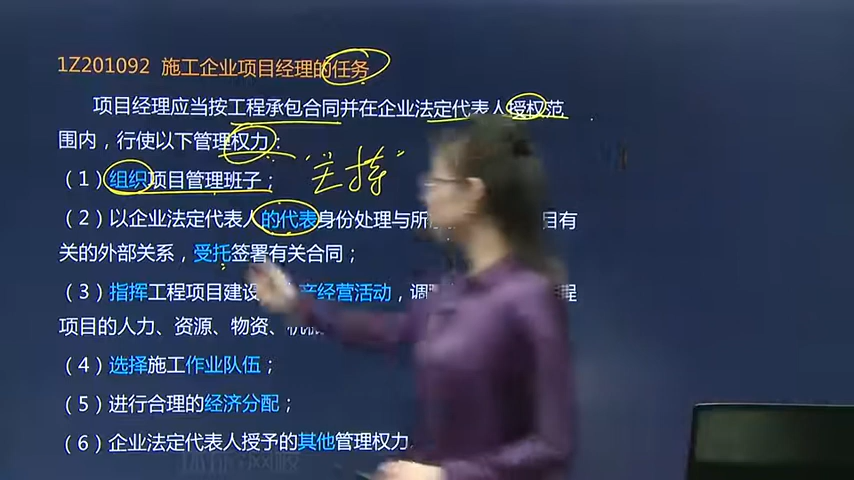 1Z201092 施工企业项目经理的任务
项目经理应当按工程承包合同并在企业法定代表人授权范
围内，行使以下管理权力：
（1）组织项目管理班子；
"主持"
（2）以企业法定代表人的代表身份处理与所 目有
关的外部关系，受托签署有关合同；
（3）指挥工程项目建设 产经营活动，调 程
项目的人力、资源、物资、机
（4）选择施工作业队伍；
（5）进行合理的经济分配；
（6）企业法定代表人授予的其他管理权力